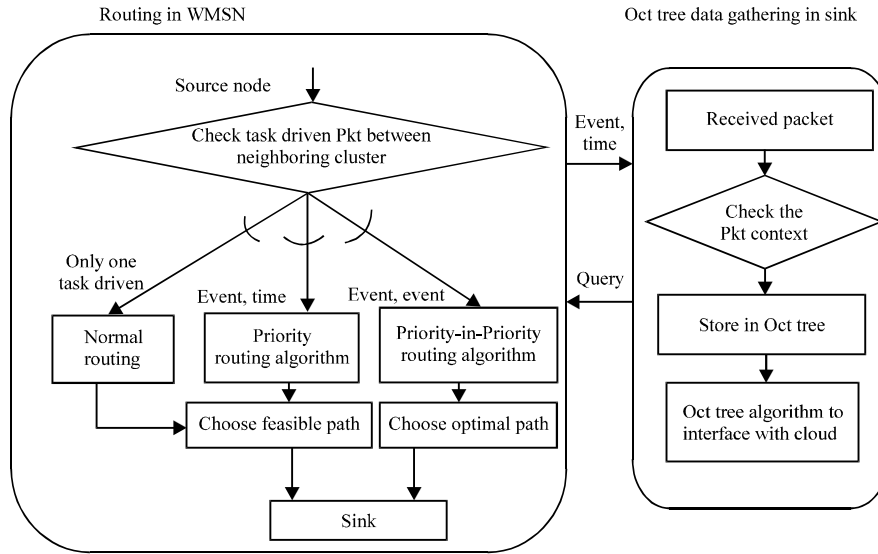 Routing in WMSN
Source node
Check task driven Pkt between
neighboring cluster
Only one
task driven
Event, time
Event, event
Normal
routing
Priority
routing algorithm
Priority-in-Priority
routing algorithm
Choose feasible path
Choose optimal path
Sink
Event,
time
Query
Oct tree data gathering in sink
Received packet
Check the
Pkt context
Store in Oct tree
Oct tree algorithm to
interface with cloud